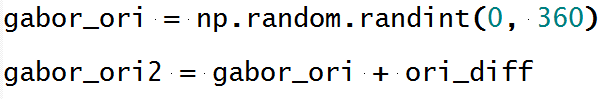 gabor_ori = np.random.randint(0, 360)
gabor_ori2 = gabor_ori + ori_diff